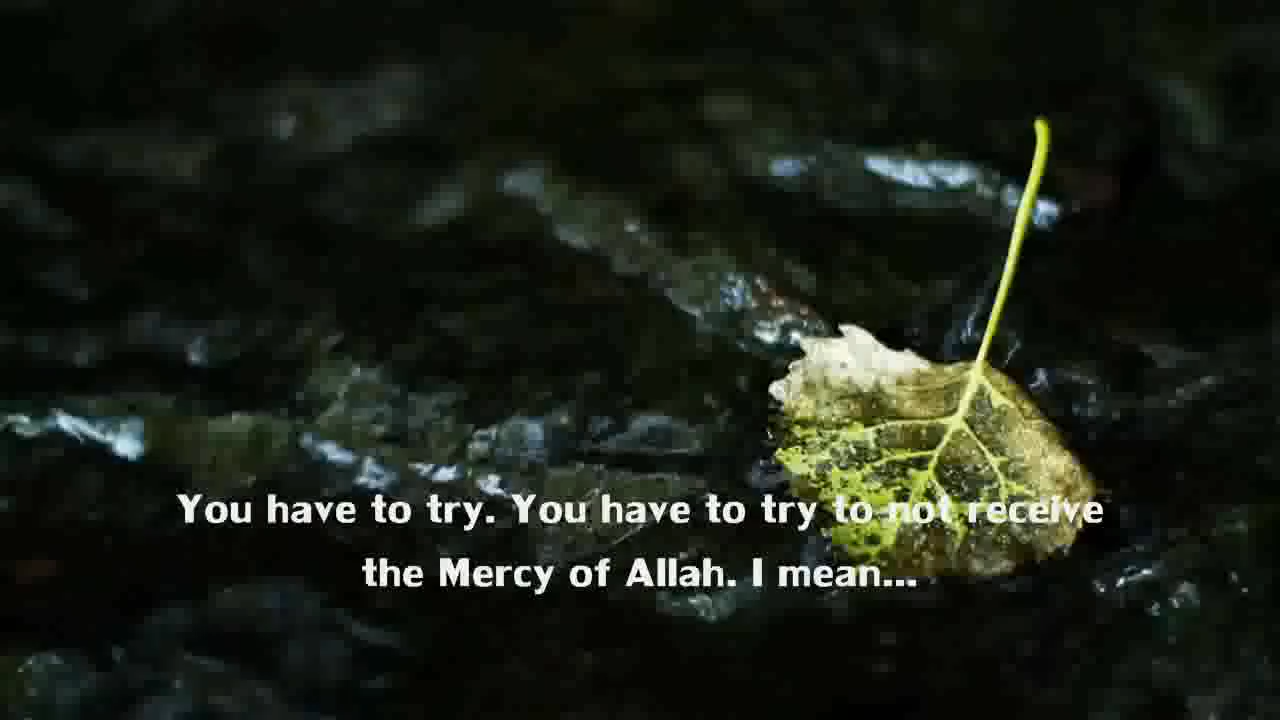 You have to try. You have to try to not receive
the Mercy of Allah. I mean...